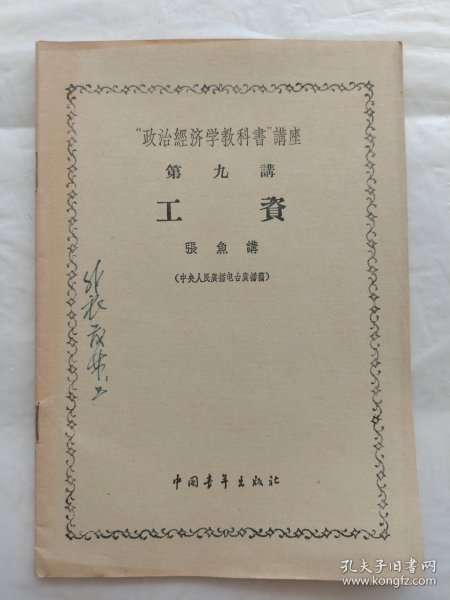 “政治經济学教科書”講座
第九講
工資
張魚講
（中央人民廣播电台廣播稿）
中国青年出版社
孔夫子旧书网
www.kongfz.com